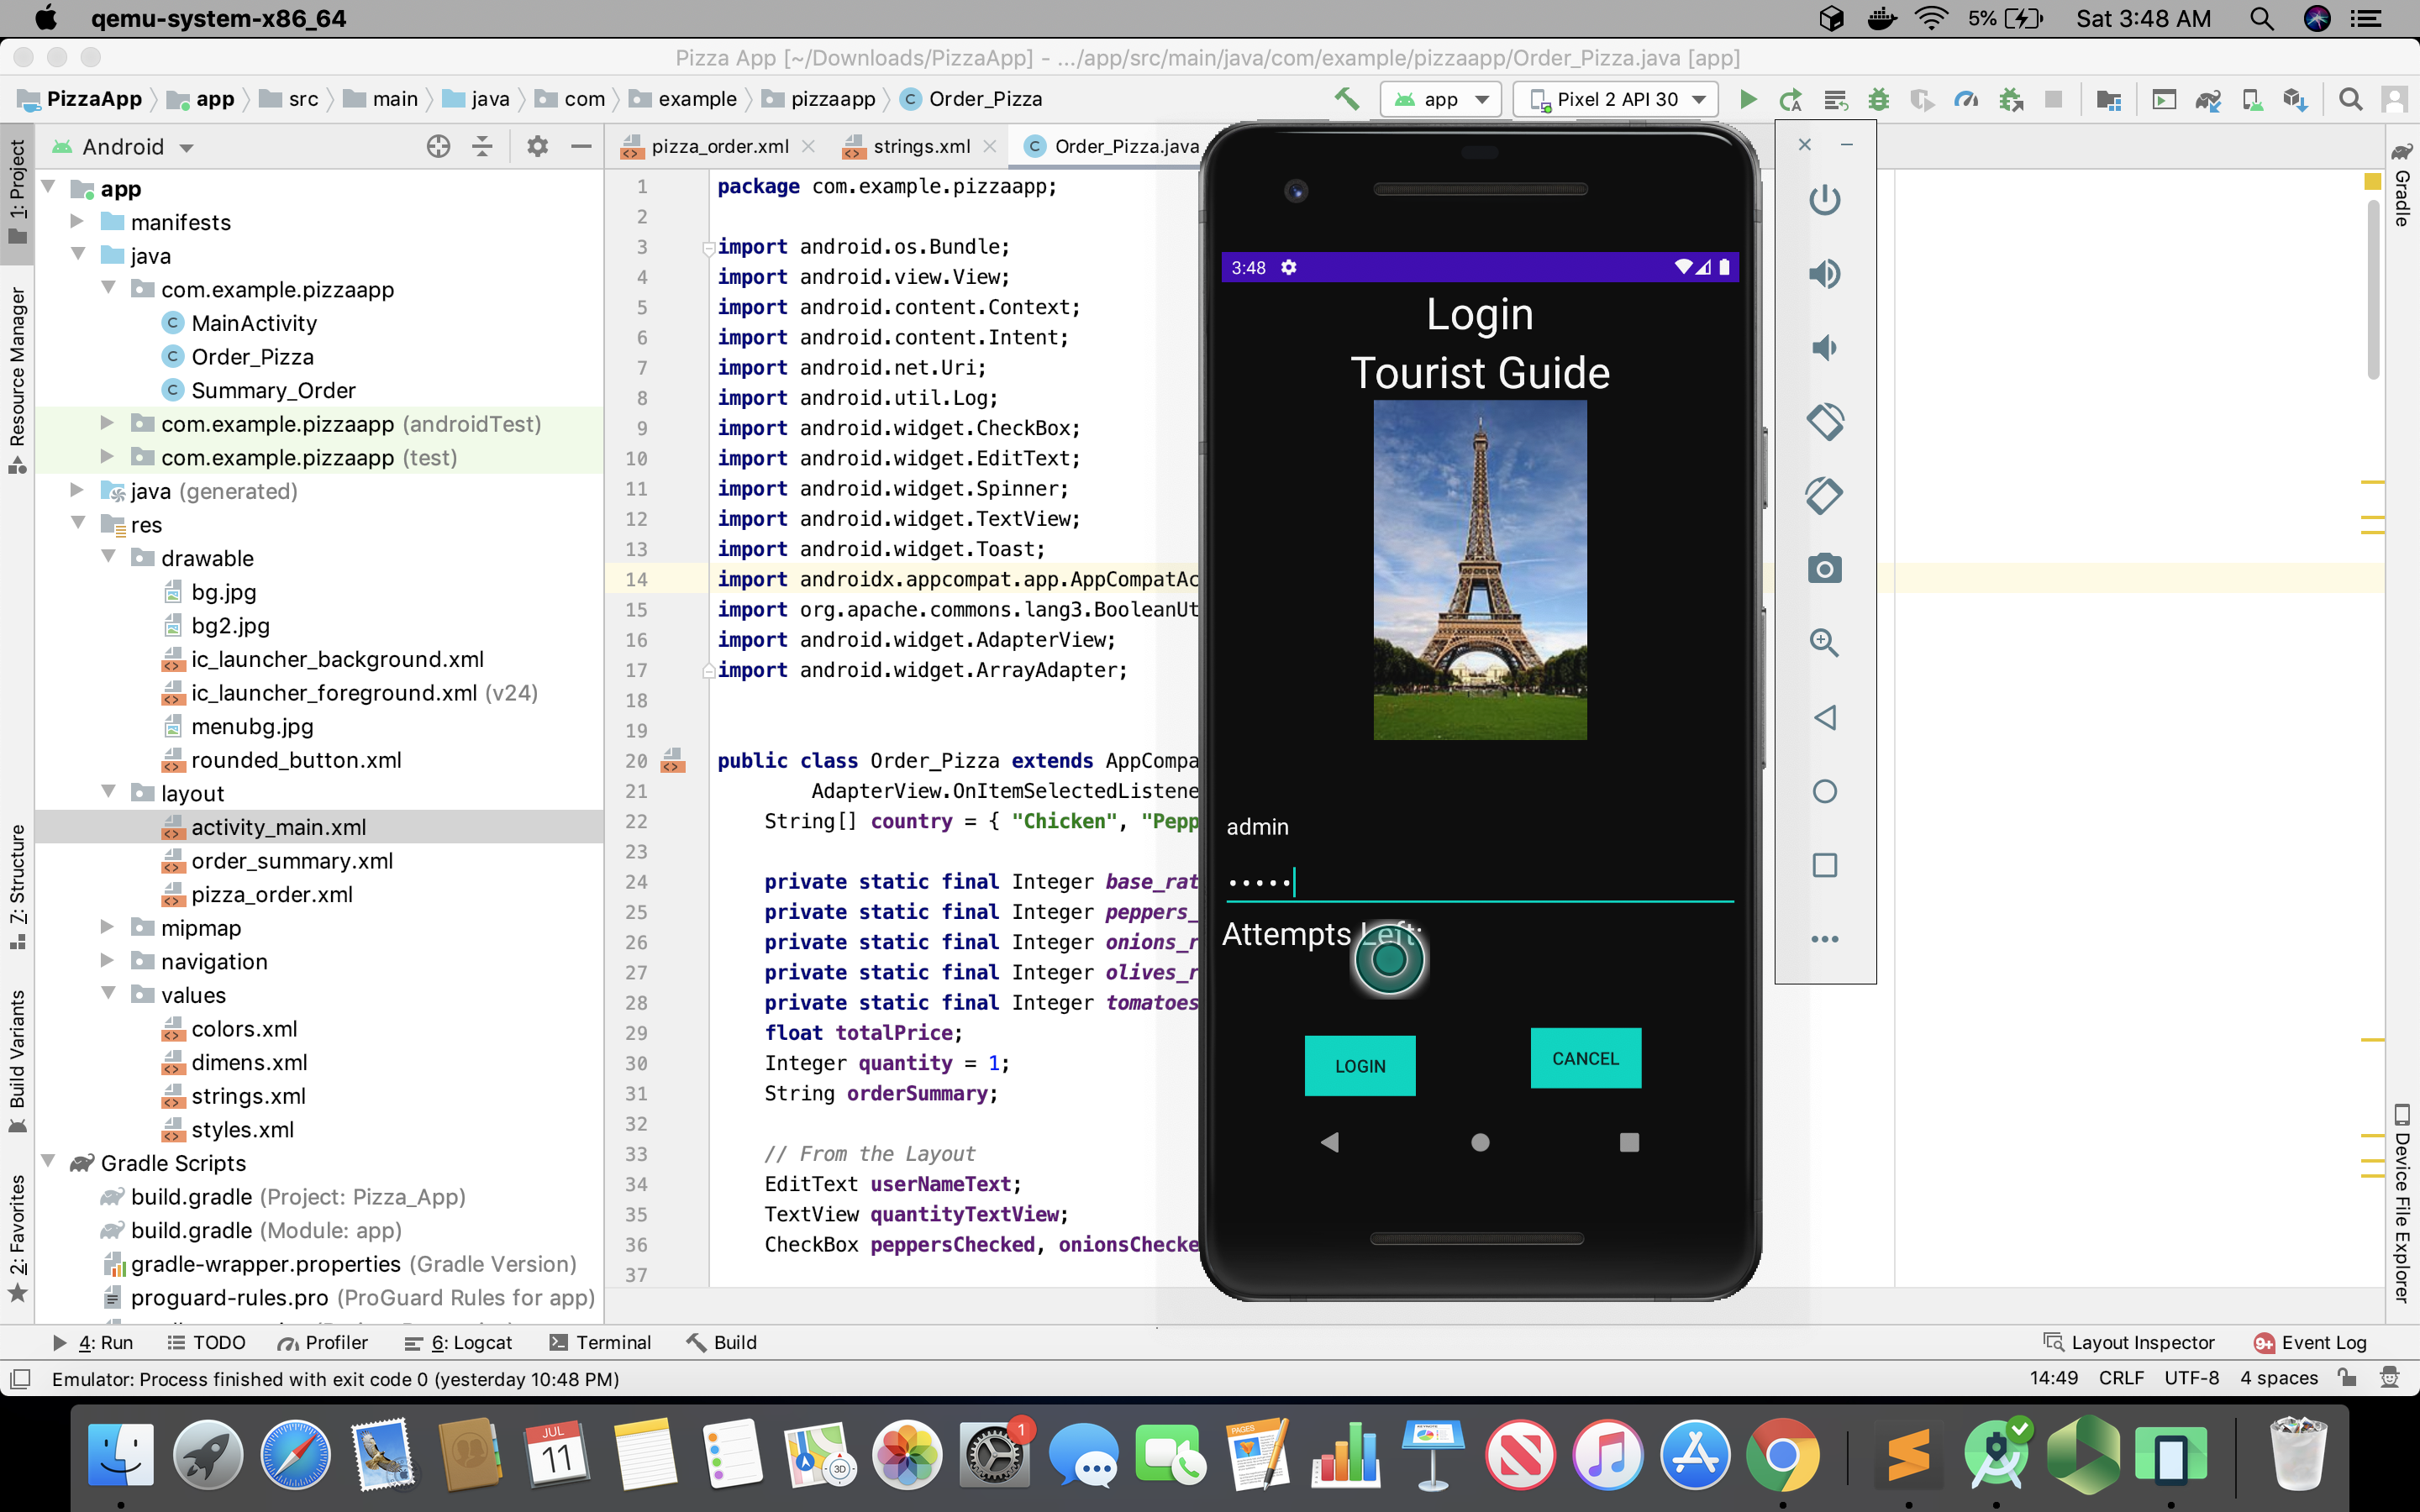 qemu-system-x86_64
5%
Sat 3:48 AM
Pizza App [~/Downloads/PizzaApp] - .../app/src/main/java/com/example/pizzaapp/Order_Pizza.java [app]
PizzaApp
app
src
main
java
com
example
pizzaapp
Order_Pizza
app
Pixel 2 API 30
1: Project
Resource Manager
7: Structure
Build Variants
2: Favorites
Android
app
manifests
java
com.example.pizzaapp
MainActivity
Order_Pizza
Summary_Order
com.example.pizzaapp (androidTest)
com.example.pizzaapp (test)
java (generated)
res
drawable
bg.jpg
bg2.jpg
ic_launcher_background.xml
ic_launcher_foreground.xml (v24)
menubg.jpg
rounded_button.xml
layout
activity_main.xml
order_summary.xml
pizza_order.xml
mipmap
navigation
values
colors.xml
dimens.xml
strings.xml
styles.xml
Gradle Scripts
build.gradle (Project: Pizza_App)
build.gradle (Module: app)
gradle-wrapper.properties (Gradle Version)
proguard-rules.pro (ProGuard Rules for app)
pizza_order.xml
strings.xml
Order_Pizza.java
1 package com.example.pizzaapp;
2
3 import android.os.Bundle;
4 import android.view.View;
5 import android.content.Context;
6 import android.content.Intent;
7 import android.net.Uri;
8 import android.util.Log;
9 import android.widget.CheckBox;
10 import android.widget.EditText;
11 import android.widget.Spinner;
12 import android.widget.TextView;
13 import android.widget.Toast;
14 import androidx.appcompat.app.AppCompatAc
15 import org.apache.commons.lang3.BooleanUt
16 import android.widget.AdapterView;
17 import android.widget.ArrayAdapter;
18
19
20 public class Order_Pizza extends AppCompa
21 AdapterView.OnItemSelectedListene
22 String[] country = { "Chicken", "Pepp
23
24 private static final Integer base_rat
25 private static final Integer peppers_
26 private static final Integer onions_r
27 private static final Integer olives_r
28 private static final Integer tomatoes
29 float totalPrice;
30 Integer quantity = 1;
31 String orderSummary;
32
33 // From the Layout
34 EditText userNameText;
35 TextView quantityTextView;
36 CheckBox peppersChecked, onionsChecke
37
3:48
Login
Tourist Guide
admin
•••••
Attempts Left:
LOGIN
CANCEL
Gradle
Device File Explorer
4: Run
TODO
Profiler
6: Logcat
Terminal
Build
Layout Inspector
9+ Event Log
Emulator: Process finished with exit code 0 (yesterday 10:48 PM)
14:49
CRLF
UTF-8
4 spaces
JUL
11
3D
1
PAGES